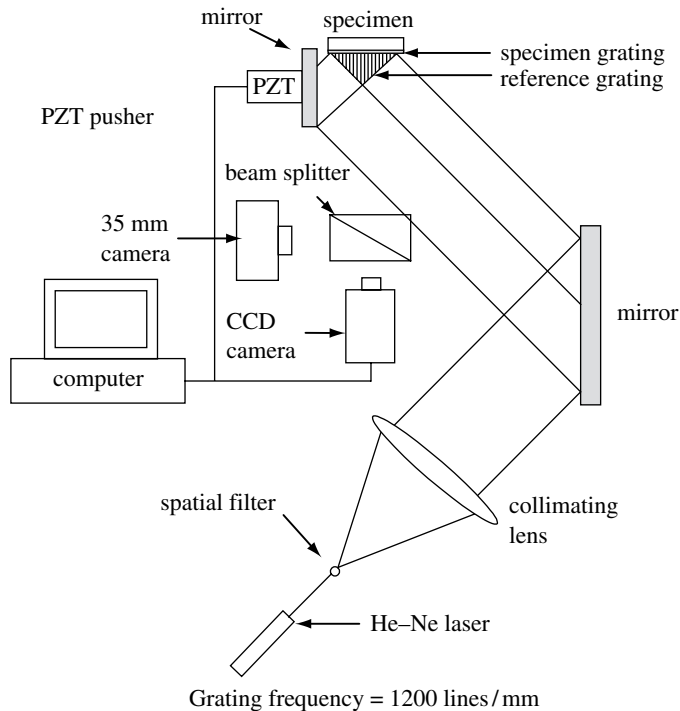 mirror
specimen
specimen grating
reference grating
PZT
PZT pusher
beam splitter
35 mm
camera
CCD
camera
mirror
computer
spatial filter
collimating
lens
He–Ne laser
Grating frequency = 1200 lines/mm